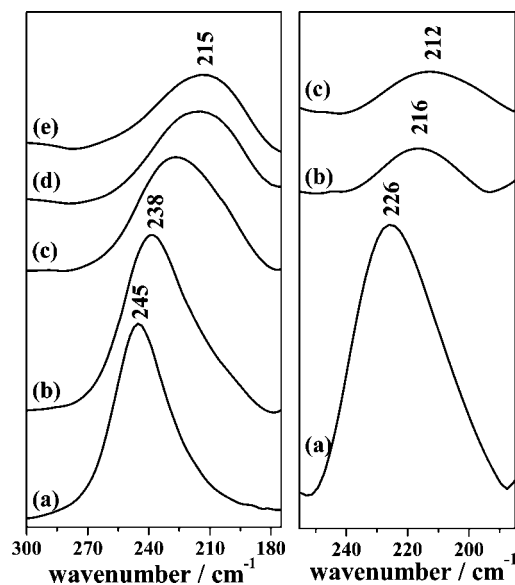 215
(e)
(d)
(c)
238
245
(b)
(a)
300 270 240 210 180
wavenumber / cm-1
212
(c)
216
(b)
226
(a)
240 220 200
wavenumber / cm-1